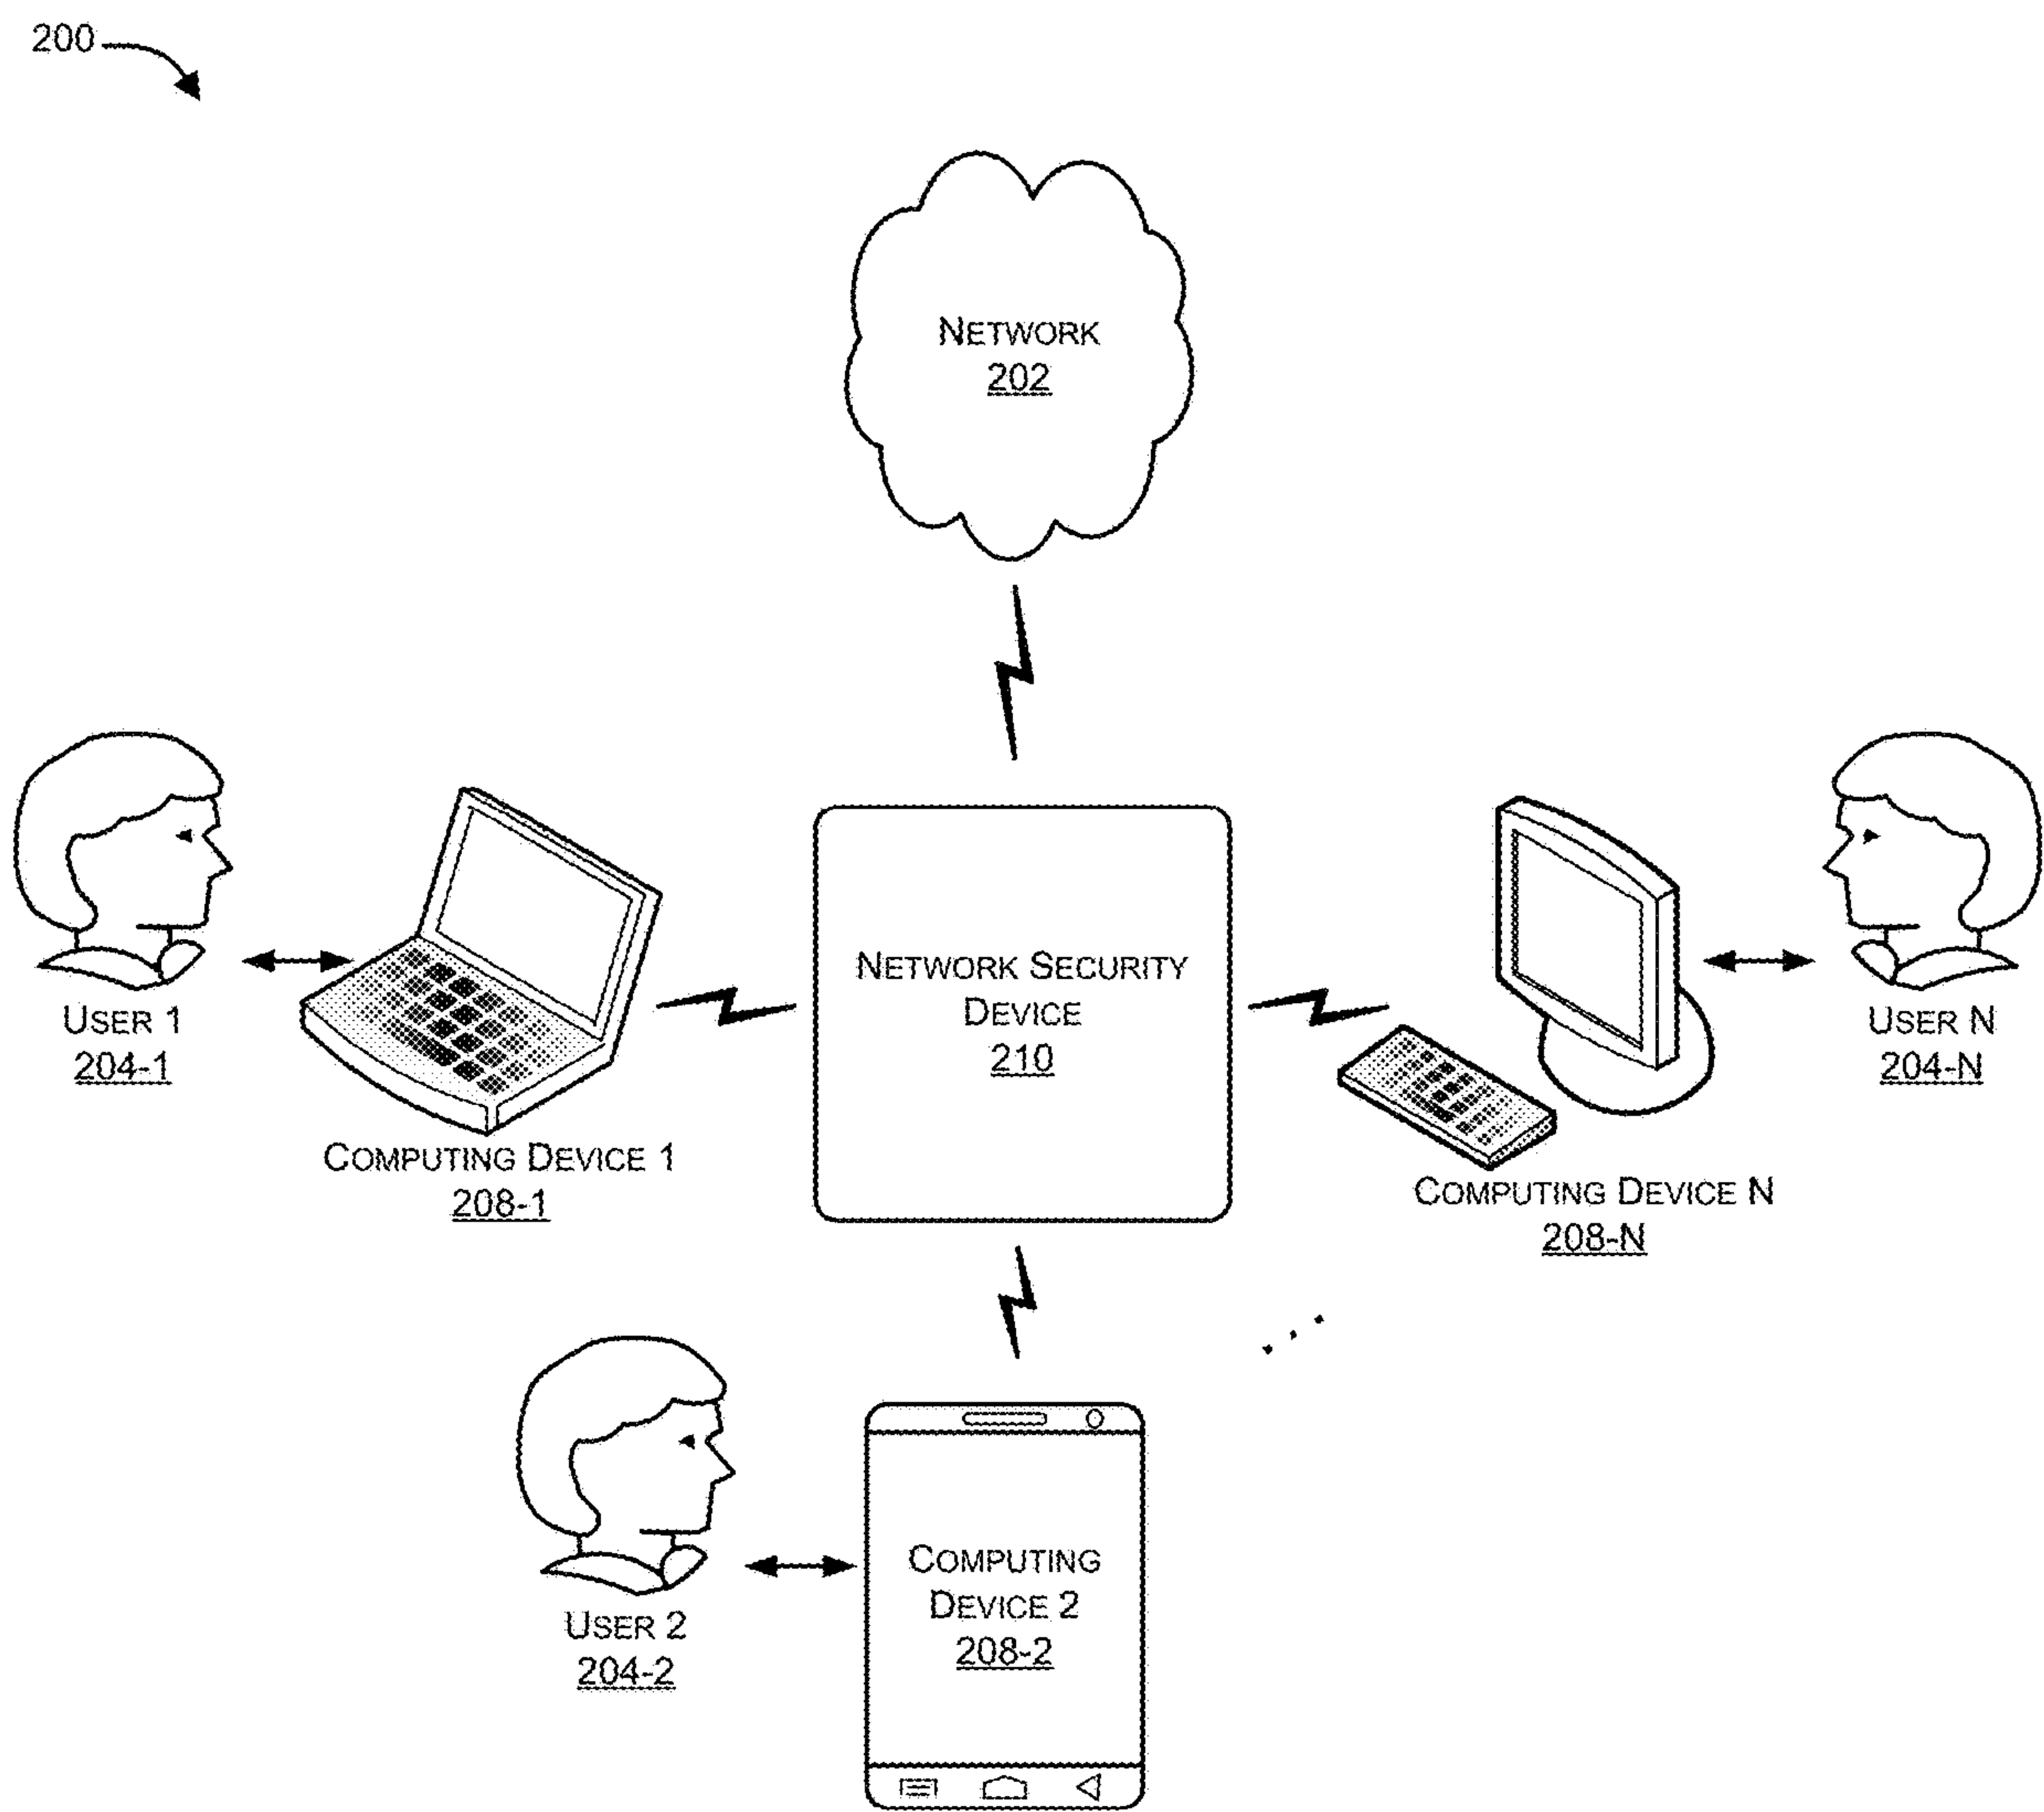 200
NETWORK
202
NETWORK SECURITY
DEVICE
210
USER 1
204-1
COMPUTING DEVICE 1
208-1
USER N
204-N
COMPUTING DEVICE N
208-N
USER 2
204-2
COMPUTING
DEVICE 2
208-2